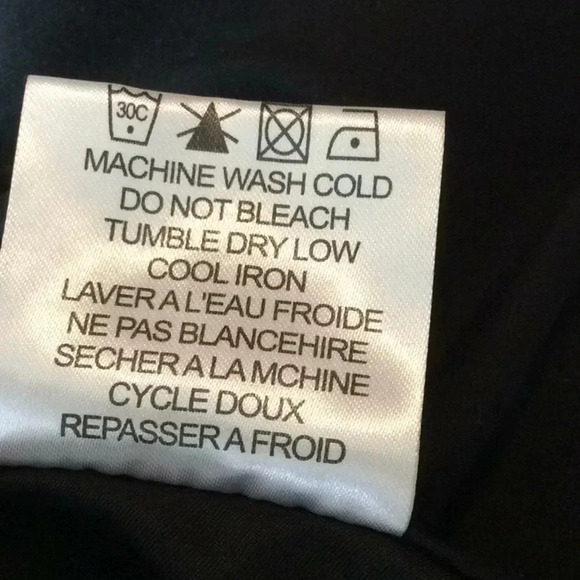 30C
MACHINE WASH COLD
DO NOT BLEACH
TUMBLE DRY LOW
COOL IRON
LAVER A L'EAU FROIDE
NE PAS BLANCEHIRE
SECHER A LA MCHINE
CYCLE DOUX
REPASSER A FROID